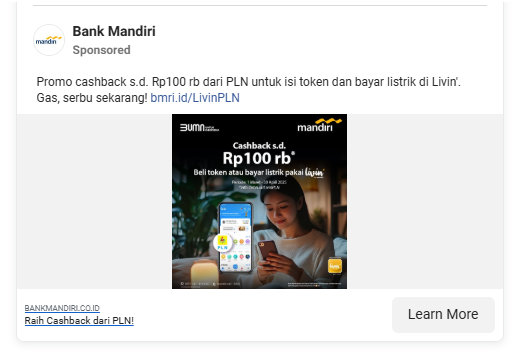 Bank Mandiri
mandiri
Sponsored
Promo cashback s.d. Rp100 rb dari PLN untuk isi token dan bayar listrik di Livin'.
Gas, serbu sekarang! bmri.id/LivinPLN
BUMN
mandiri
Cashback s.d.
Rp100 rb*
Beli token atau bayar listrik pakai livin'
PLN
BANKMANDIRI.CO.ID
Raih Cashback dari PLN!
Learn More